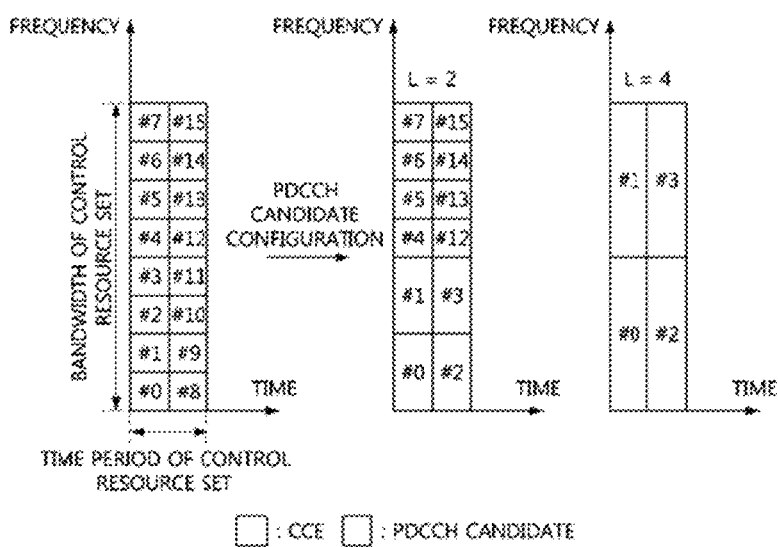 FREQUENCY FREQUENCY FREQUENCY
L = 2 L = 4
#7 #15 #7 #15
#6 #14 #6 #14
#5 #13 #5 #13
#4 #12 #4 #12
#3 #11
#2 #10
#1 #9
#0 #8
#1 #3
#0 #2
#1 #3
#0 #2
BANDWIDTH OF CONTROL
RESOURCE SET
PDCCH
CANDIDATE
CONFIGURATION
TIME TIME TIME
TIME PERIOD OF CONTROL
RESOURCE SET
: CCE : PDCCH CANDIDATE